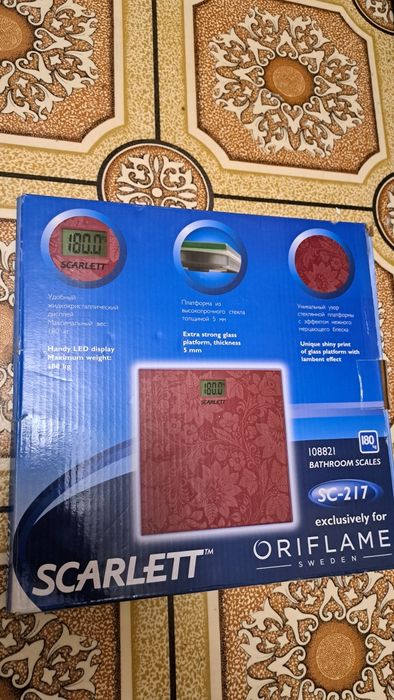 180.0
SCARLETT
Удобный
жидкокристаллический
дисплей
Максимальный вес:
180 кг
Handy LED display
Maximum weight:
180 kg
Платформа из
высокопрочного стекла
толщиной 5 мм
Extra strong glass
platform, thickness
5 mm
Уникальный узор
стеклянной платформы
с эффектом нежного
мерцающего блеска
Unique shiny print
of glass platform with
lambent effect
180.0
SCARLETT
180
kg
108821
BATHROOM SCALES
SC-217
exclusively for
ORIFLAME
SWEDEN
SCARLETT™